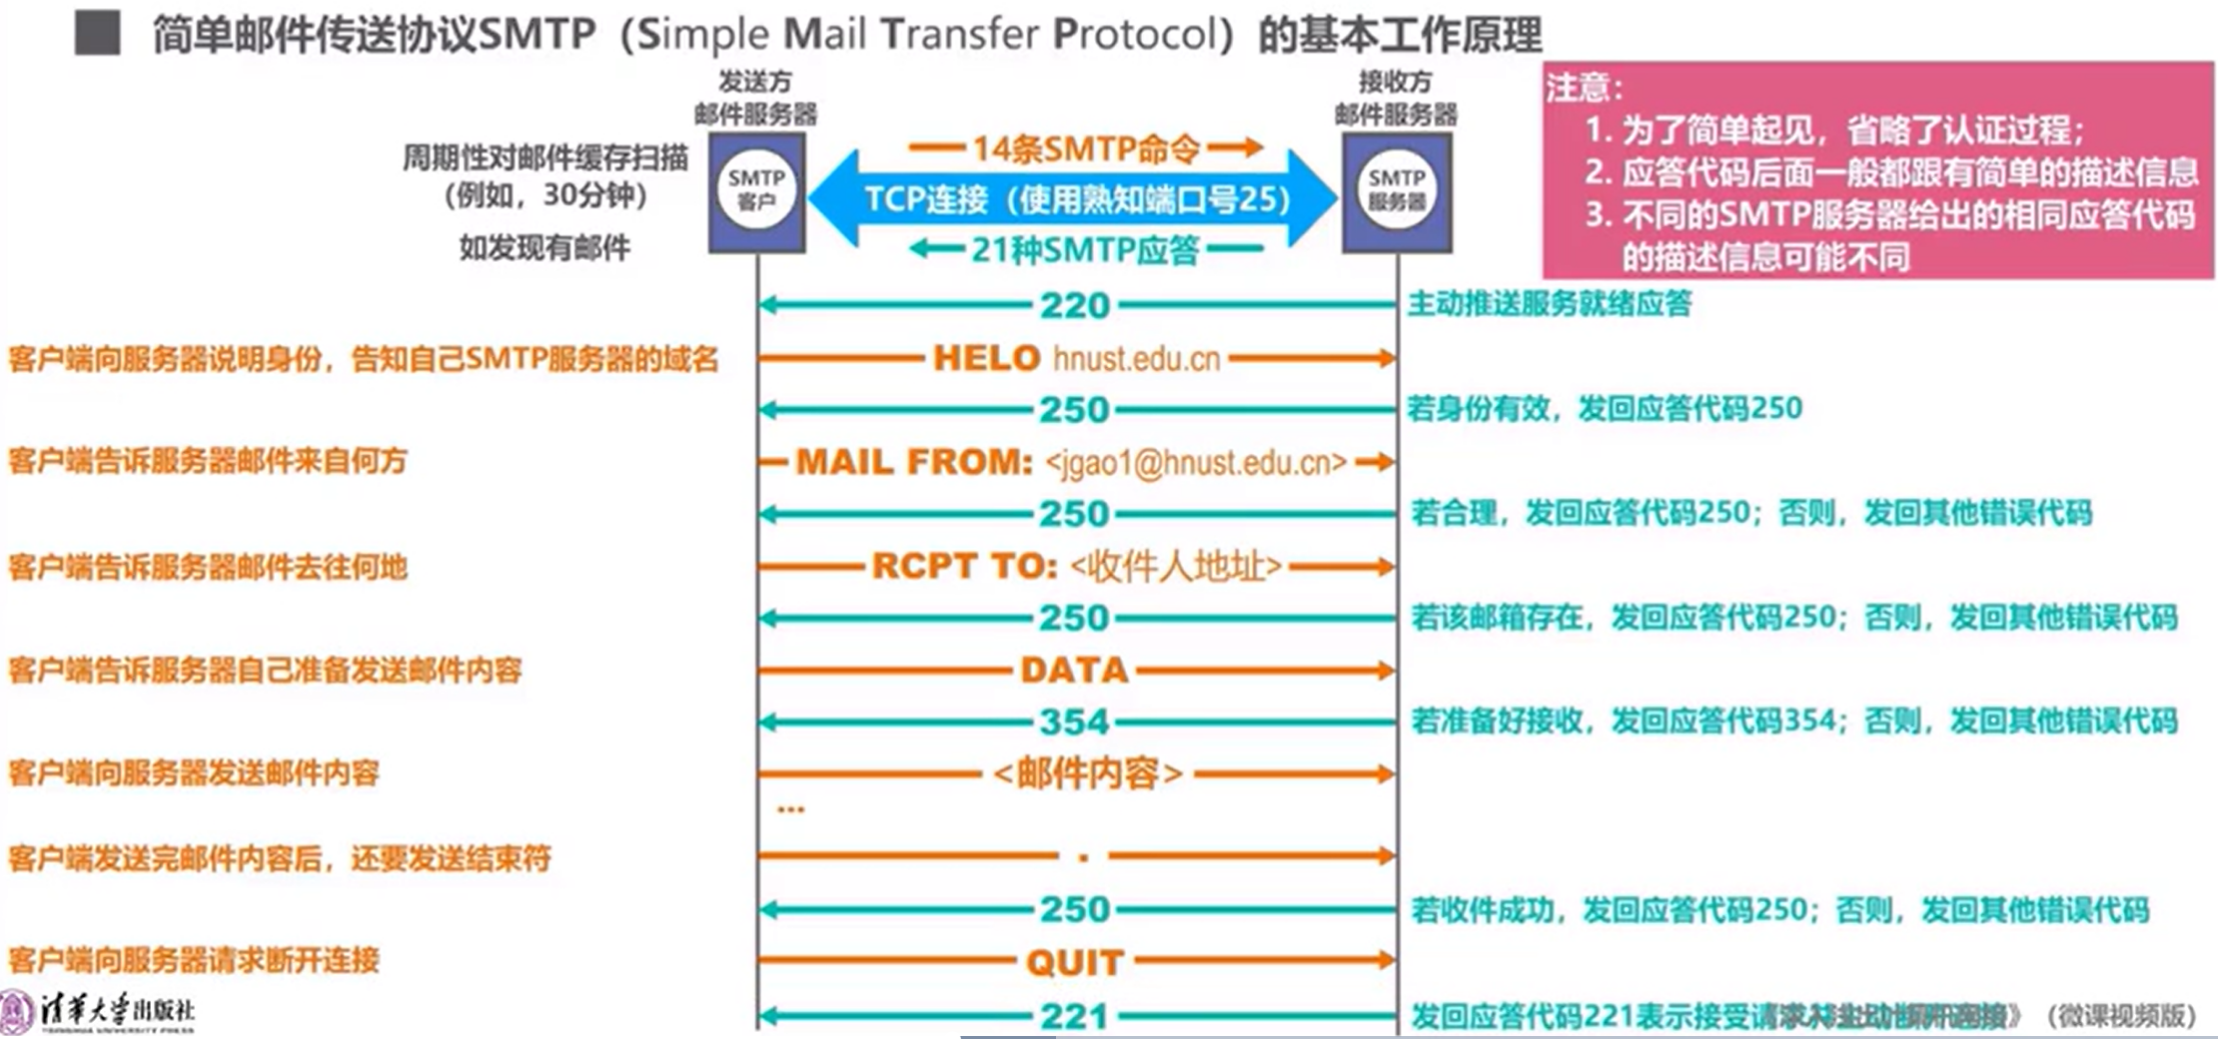 简单邮件传送协议SMTP（Simple Mail Transfer Protocol）的基本工作原理
发送方
邮件服务器
接收方
邮件服务器
注意：
1. 为了简单起见，省略了认证过程；
2. 应答代码后面一般都跟有简单的描述信息
3. 不同的SMTP服务器给出的相同应答代码
的描述信息可能不同
周期性对邮件缓存扫描
（例如，30分钟）
如发现有邮件
SMTP
客户
14条SMTP命令
TCP连接（使用熟知端口号25）
21种SMTP应答
SMTP
服务器
220
主动推送服务就绪应答
客户端向服务器说明身份，告知自己SMTP服务器的域名
HELO hnust.edu.cn
250
若身份有效，发回应答代码250
客户端告诉服务器邮件来自何方
MAIL FROM: <jgao1@hnust.edu.cn>
250
若合理，发回应答代码250；否则，发回其他错误代码
客户端告诉服务器邮件去往何地
RCPT TO: <收件人地址>
250
若该邮箱存在，发回应答代码250；否则，发回其他错误代码
客户端告诉服务器自己准备发送邮件内容
DATA
354
若准备好接收，发回应答代码354；否则，发回其他错误代码
客户端向服务器发送邮件内容
<邮件内容>
...
客户端发送完邮件内容后，还要发送结束符
.
250
若收件成功，发回应答代码250；否则，发回其他错误代码
客户端向服务器请求断开连接
QUIT
221
发回应答代码221表示接受请
（微课视频版）
清华大学出版社
TSINGHUA UNIVERSITY PRESS